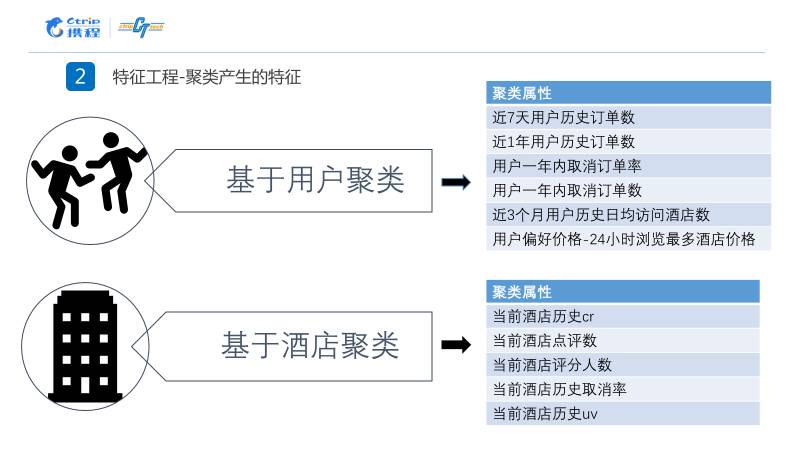 Ctrip
携程
ctrip CT tech
2
特征工程-聚类产生的特征
基于用户聚类
聚类属性
近7天用户历史订单数
近1年用户历史订单数
用户一年内取消订单率
用户一年内取消订单数
近3个月用户历史日均访问酒店数
用户偏好价格-24小时浏览最多酒店价格
基于酒店聚类
聚类属性
当前酒店历史cr
当前酒店点评数
当前酒店评分人数
当前酒店历史取消率
当前酒店历史uv